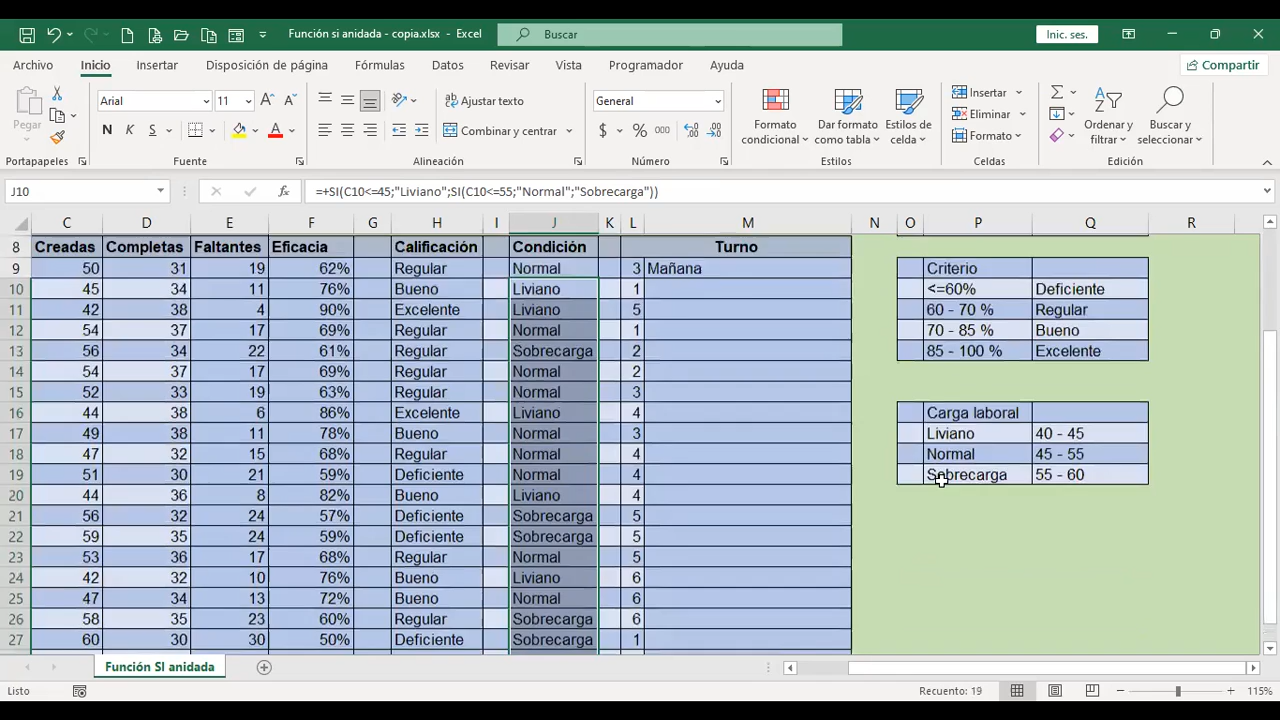 Función si anidada - copia.xlsx - Excel
Buscar
Inic. ses.
Archivo Inicio Insertar Disposición de página Fórmulas Datos Revisar Vista Programador Ayuda
Compartir
Pegar
Arial 11
Ajustar texto
General
Formato condicional
Dar formato como tabla
Estilos de celda
Insertar
Eliminar
Formato
Ordenar y filtrar
Buscar y seleccionar
N K S
Combinar y centrar
$ % 000
Portapapeles Fuente Alineación Número Estilos Celdas Edición
J10 fx =+SI(C10<=45;"Liviano";SI(C10<=55;"Normal";"Sobrecarga"))
C D E F G H I J K L M N O P Q R
8 Creadas Completas Faltantes Eficacia Calificación Condición Turno
9 50 31 19 62% Regular Normal 3 Mañana Criterio
10 45 34 11 76% Bueno Liviano 1 <=60% Deficiente
11 42 38 4 90% Excelente Liviano 5 60 - 70 % Regular
12 54 37 17 69% Regular Normal 1 70 - 85 % Bueno
13 56 34 22 61% Regular Sobrecarga 2 85 - 100 % Excelente
14 54 37 17 69% Regular Normal 2
15 52 33 19 63% Regular Normal 3
16 44 38 6 86% Excelente Liviano 4 Carga laboral
17 49 38 11 78% Bueno Normal 3 Liviano 40 - 45
18 47 32 15 68% Regular Normal 4 Normal 45 - 55
19 51 30 21 59% Deficiente Normal 4 Sobrecarga 55 - 60
20 44 36 8 82% Bueno Liviano 4
21 56 32 24 57% Deficiente Sobrecarga 5
22 59 35 24 59% Deficiente Sobrecarga 5
23 53 36 17 68% Regular Normal 5
24 42 32 10 76% Bueno Liviano 6
25 47 34 13 72% Bueno Normal 6
26 58 35 23 60% Regular Sobrecarga 6
27 60 30 30 50% Deficiente Sobrecarga 1
Función SI anidada
Listo
Recuento: 19
115%